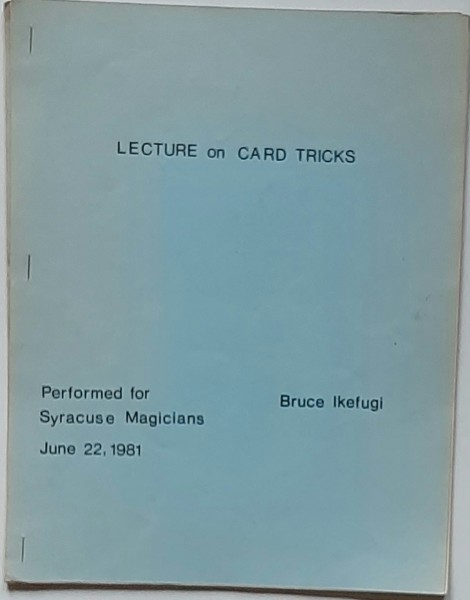 LECTURE on CARD TRICKS
Performed for
Syracuse Magicians
June 22, 1981
Bruce Ikefugi